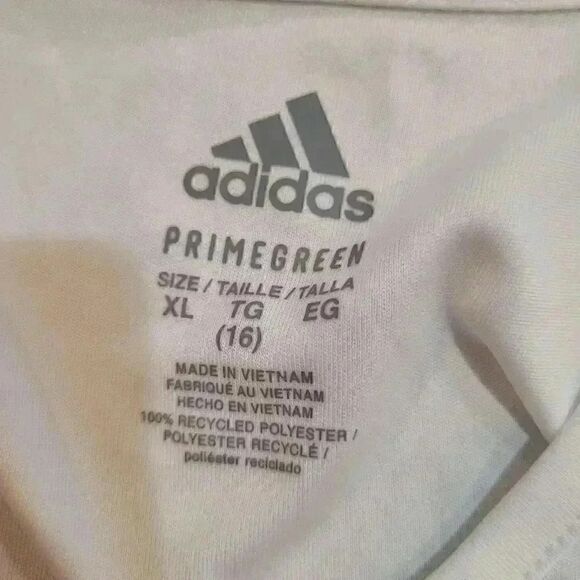 adidas
PRIMEGREEN
SIZE / TAILLE / TALLA
XL TG EG
(16)
MADE IN VIETNAM
FABRIQUÉ AU VIETNAM
HECHO EN VIETNAM
100% RECYCLED POLYESTER /
POLYESTER RECYCLÉ /
poliéster reciclado